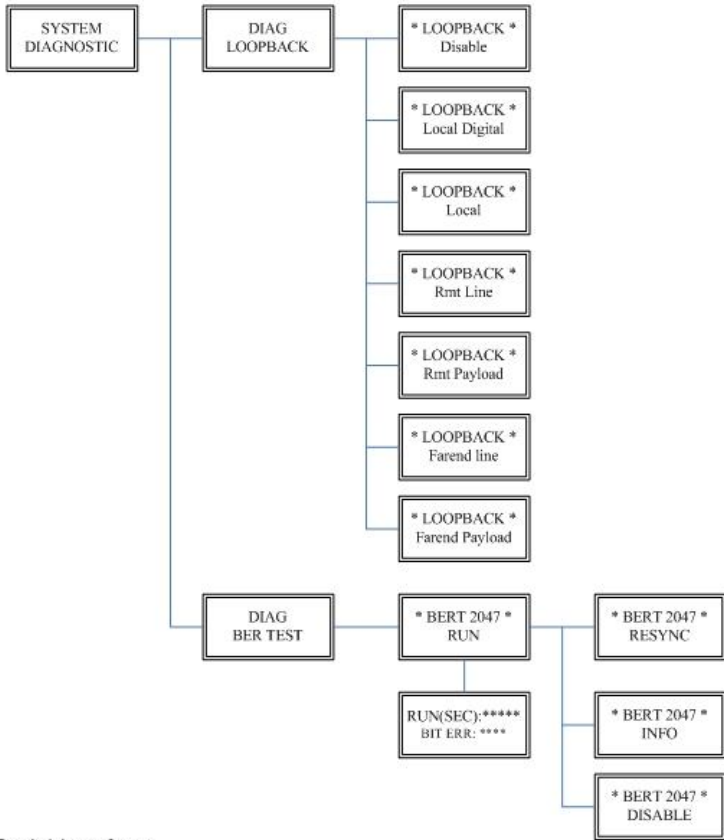 SYSTEM
DIAGNOSTIC
DIAG
LOOPBACK
* LOOPBACK *
Disable
* LOOPBACK *
Local Digital
* LOOPBACK *
Local
* LOOPBACK *
Rmt Line
* LOOPBACK *
Rmt Payload
* LOOPBACK *
Farend line
* LOOPBACK *
Farend Payload
DIAG
BER TEST
* BERT 2047 *
RUN
* BERT 2047 *
RESYNC
RUN(SEC):*****
BIT ERR: ****
* BERT 2047 *
INFO
* BERT 2047 *
DISABLE